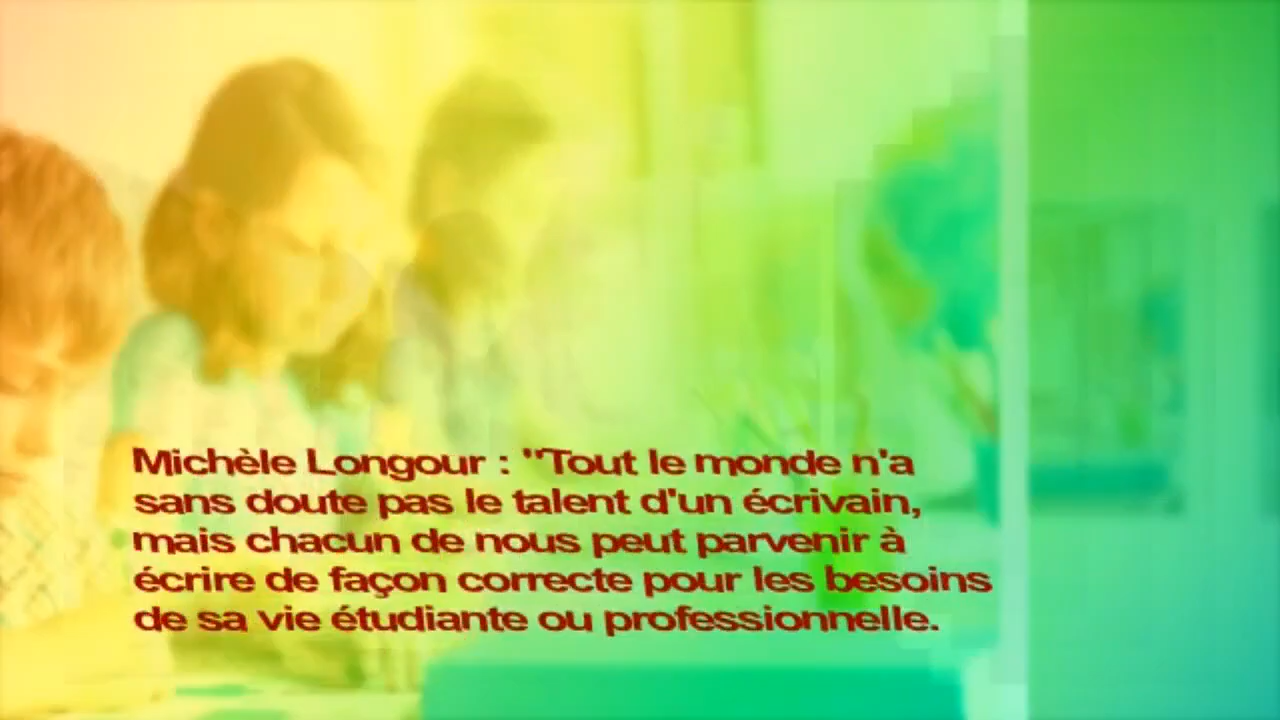 Michèle Longour : "Tout le monde n'a
sans doute pas le talent d'un écrivain,
mais chacun de nous peut parvenir à
écrire de façon correcte pour les besoins
de sa vie étudiante ou professionnelle.